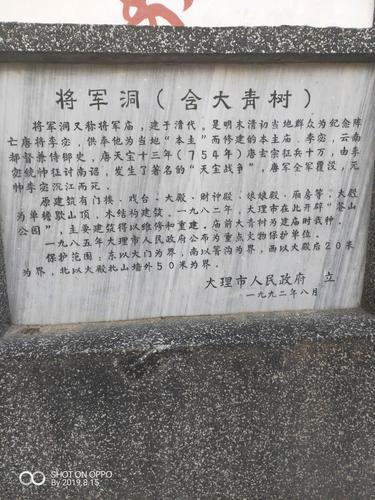 将军洞（含大青树）
将军洞又称将军庙，建于清代。是明末清初当地群众为纪念阵
亡唐将李宓，供奉他为当地“本主”而修建的本主庙。李宓，云南
都督兼侍御史，唐天宝十三年（754年）唐玄宗征兵十万，由李
宓统帅征讨南诏，发生了著名的“天宝战争”，唐军全军覆没，死
帅李宓沉江而死。
原建筑有门楼、戏台、大殿、财神殿、娘娘殿、厢房等。大殿
为单檐歇山顶，木结构建筑。一九八二年，大理市在此开辟“苍山
公园”，主要建筑得以维修和重建。庙前大青树为建庙时栽种。
一九八五年大理市人民政府公布为重点文物保护单位。
保护范围：东以大门为界，南以箐沟为界，西以大殿后20米
为界，北以大殿北山墙外50米为界。
大理市人民政府 立
一九九二年八月
SHOT ON OPPO
By 2019.8.15